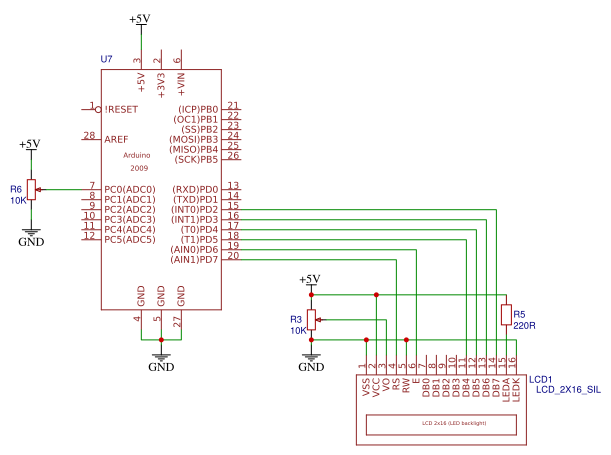 +5V
U7
3
2
6
+5V
+3V3
+VIN
1 !RESET
(ICP)PB0 21
(OC1)PB1 22
(SS)PB2 23
28 AREF
(MOSI)PB3 24
(MISO)PB4 25
(SCK)PB5 26
Arduino
2009
+5V
R6
10K
GND
7 PC0(ADC0)
(RXD)PD0 13
8 PC1(ADC1)
(TXD)PD1 14
9 PC2(ADC2)
(INT0)PD2 15
10 PC3(ADC3)
(INT1)PD3 16
11 PC4(ADC4)
(T0)PD4 17
12 PC5(ADC5)
(T1)PD5 18
(AIN0)PD6 19
(AIN1)PD7 20
GND
GND
GND
4
5
27
GND
+5V
R3
10K
GND
R5
220R
1 2 3 4 5 6 7 8 9 10 11 12 13 14 15 16
VSS
VCC
VO
RS
RW
E
DB0
DB1
DB2
DB3
DB4
DB5
DB6
DB7
LEDA
LEDK
LCD1
LCD_2X16_SIL
LCD 2x16 (LED backlight)